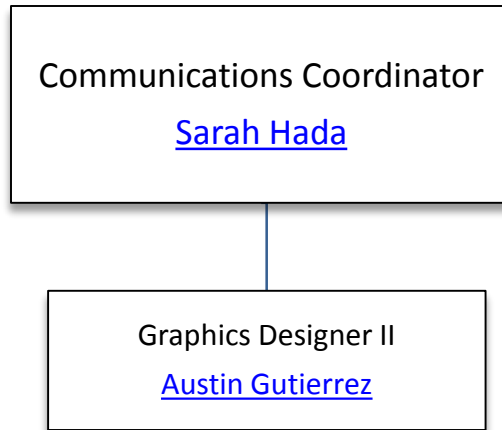 Communications Coordinator
Sarah Hada
Graphics Designer II
Austin Gutierrez